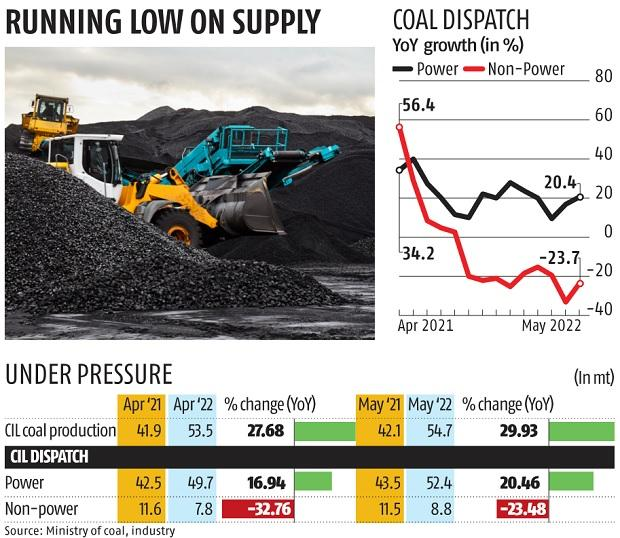 RUNNING LOW ON SUPPLY
COAL DISPATCH
YoY growth (in %)
Power Non-Power
80
56.4
60
40
20.4
20
0
34.2
-23.7
-20
-40
Apr 2021 May 2022
UNDER PRESSURE (In mt)
Apr '21 Apr '22 % change (YoY) May '21 May '22 % change (YoY)
CIL coal production 41.9 53.5 27.68 42.1 54.7 29.93
CIL DISPATCH
Power 42.5 49.7 16.94 43.5 52.4 20.46
Non-power 11.6 7.8 -32.76 11.5 8.8 -23.48
Source: Ministry of coal, industry